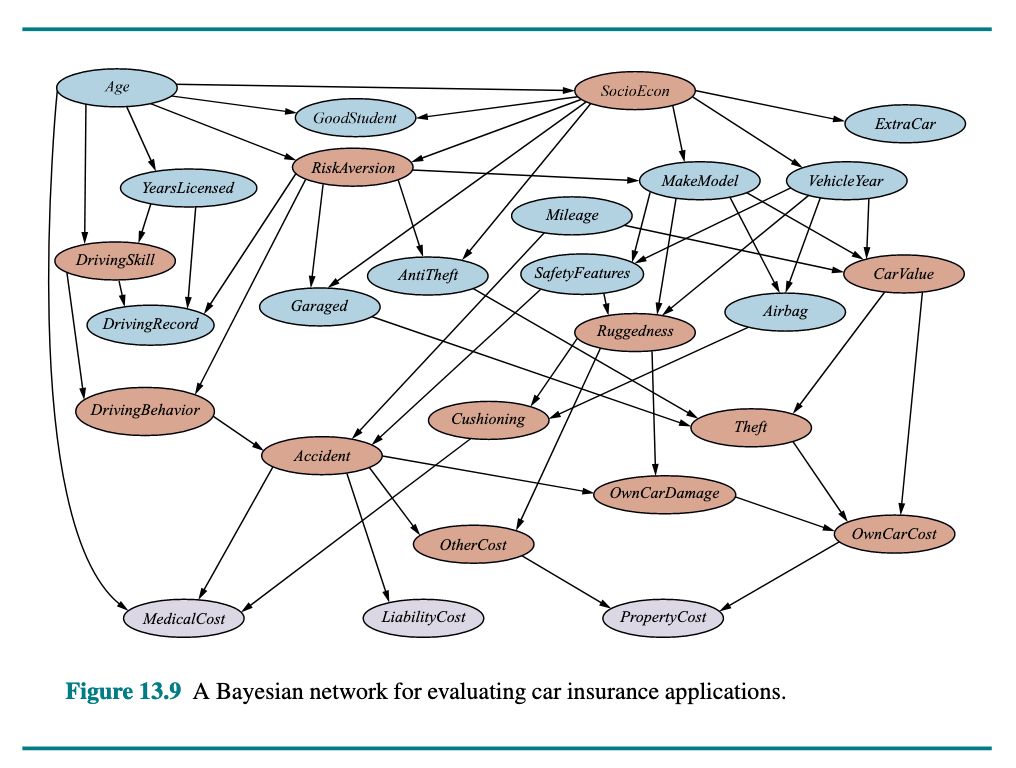 Age
SocioEcon
GoodStudent
ExtraCar
RiskAversion
YearsLicensed
MakeModel
VehicleYear
Mileage
DrivingSkill
AntiTheft
SafetyFeatures
CarValue
Garaged
Airbag
DrivingRecord
Ruggedness
DrivingBehavior
Cushioning
Theft
Accident
OwnCarDamage
OtherCost
OwnCarCost
MedicalCost
LiabilityCost
PropertyCost
Figure 13.9 A Bayesian network for evaluating car insurance applications.